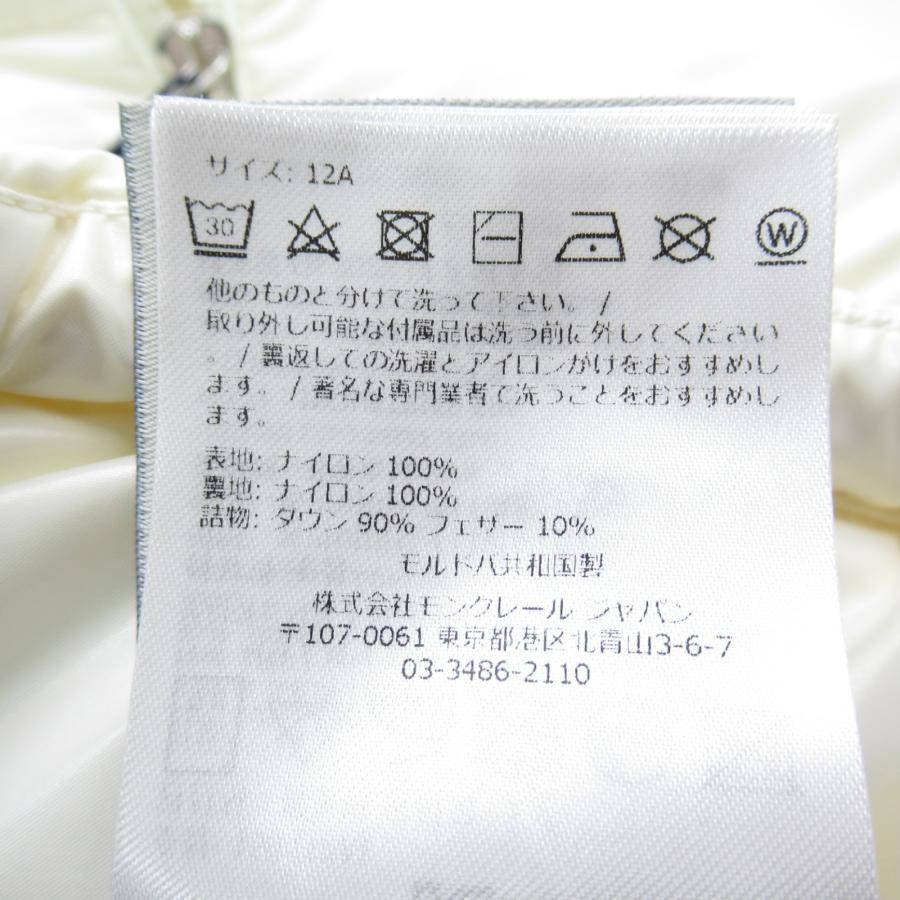 サイズ: 12A
30
W
他のものと分けて洗って下さい。 /
取り外し可能な付属品は洗う前に外してください
。 / 裏返しての洗濯とアイロンかけをおすすめし
ます。 / 著名な専門業者で洗うことをおすすめし
ます。
表地: ナイロン 100%
裏地: ナイロン 100%
詰物: ダウン 90% フェザー 10%
モルドバ共和国製
株式会社モンクレール ジャパン
〒107-0061 東京都港区北青山3-6-7
03-3486-2110